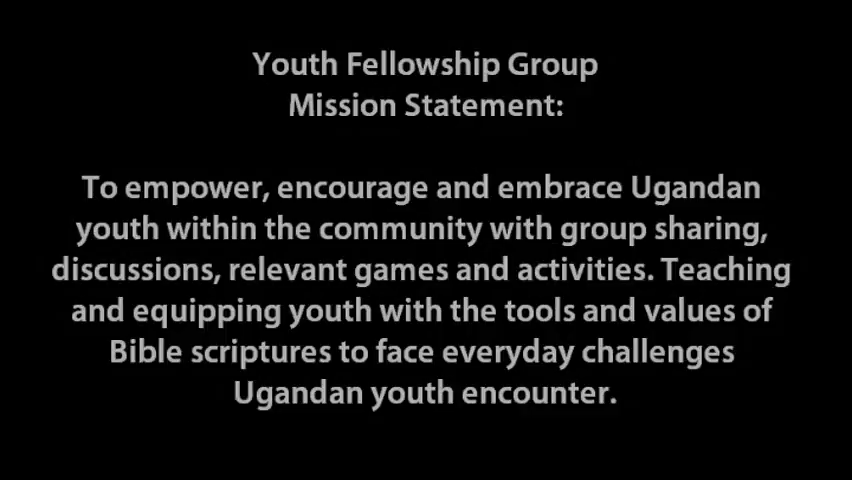 Youth Fellowship Group
Mission Statement:
To empower, encourage and embrace Ugandan
youth within the community with group sharing,
discussions, relevant games and activities. Teaching
and equipping youth with the tools and values of
Bible scriptures to face everyday challenges
Ugandan youth encounter.